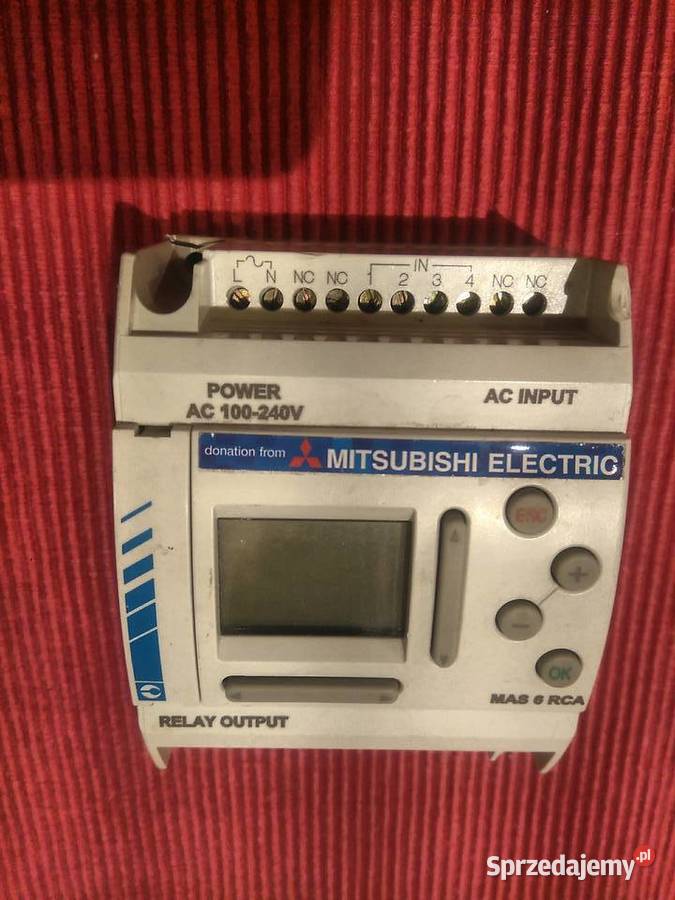 IN
L N NC NC 1 2 3 4 NC NC
POWER
AC 100-240V
AC INPUT
donation from MITSUBISHI ELECTRIC
ESC
+
-
OK
MAS 6 RCA
RELAY OUTPUT
Sprzedajemy.pl